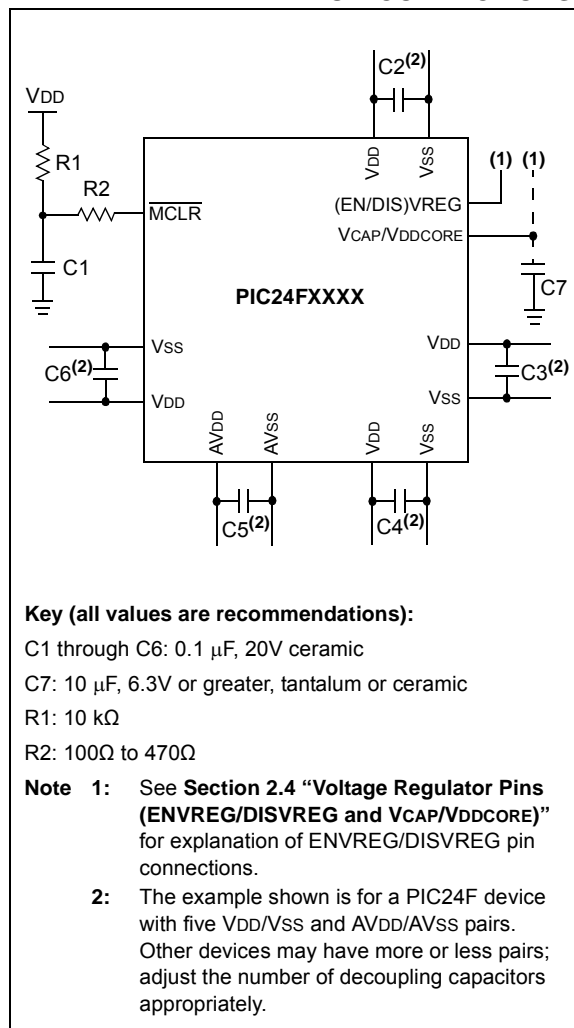 C2(2)
VDD
VDD
VSS
R1
R2
MCLR
(1) (1)
(EN/DIS)VREG
VCAP/VDDCORE
C1
C7
PIC24FXXXX
VSS
VDD
C6(2)
C3(2)
VDD
VSS
AVDD
AVSS
VDD
VSS
C5(2)
C4(2)
Key (all values are recommendations):
C1 through C6: 0.1 μF, 20V ceramic
C7: 10 μF, 6.3V or greater, tantalum or ceramic
R1: 10 kΩ
R2: 100Ω to 470Ω
Note 1: See Section 2.4 “Voltage Regulator Pins
(ENVREG/DISVREG and VCAP/VDDCORE)”
for explanation of ENVREG/DISVREG pin
connections.
2: The example shown is for a PIC24F device
with five VDD/VSS and AVDD/AVSS pairs.
Other devices may have more or less pairs;
adjust the number of decoupling capacitors
appropriately.